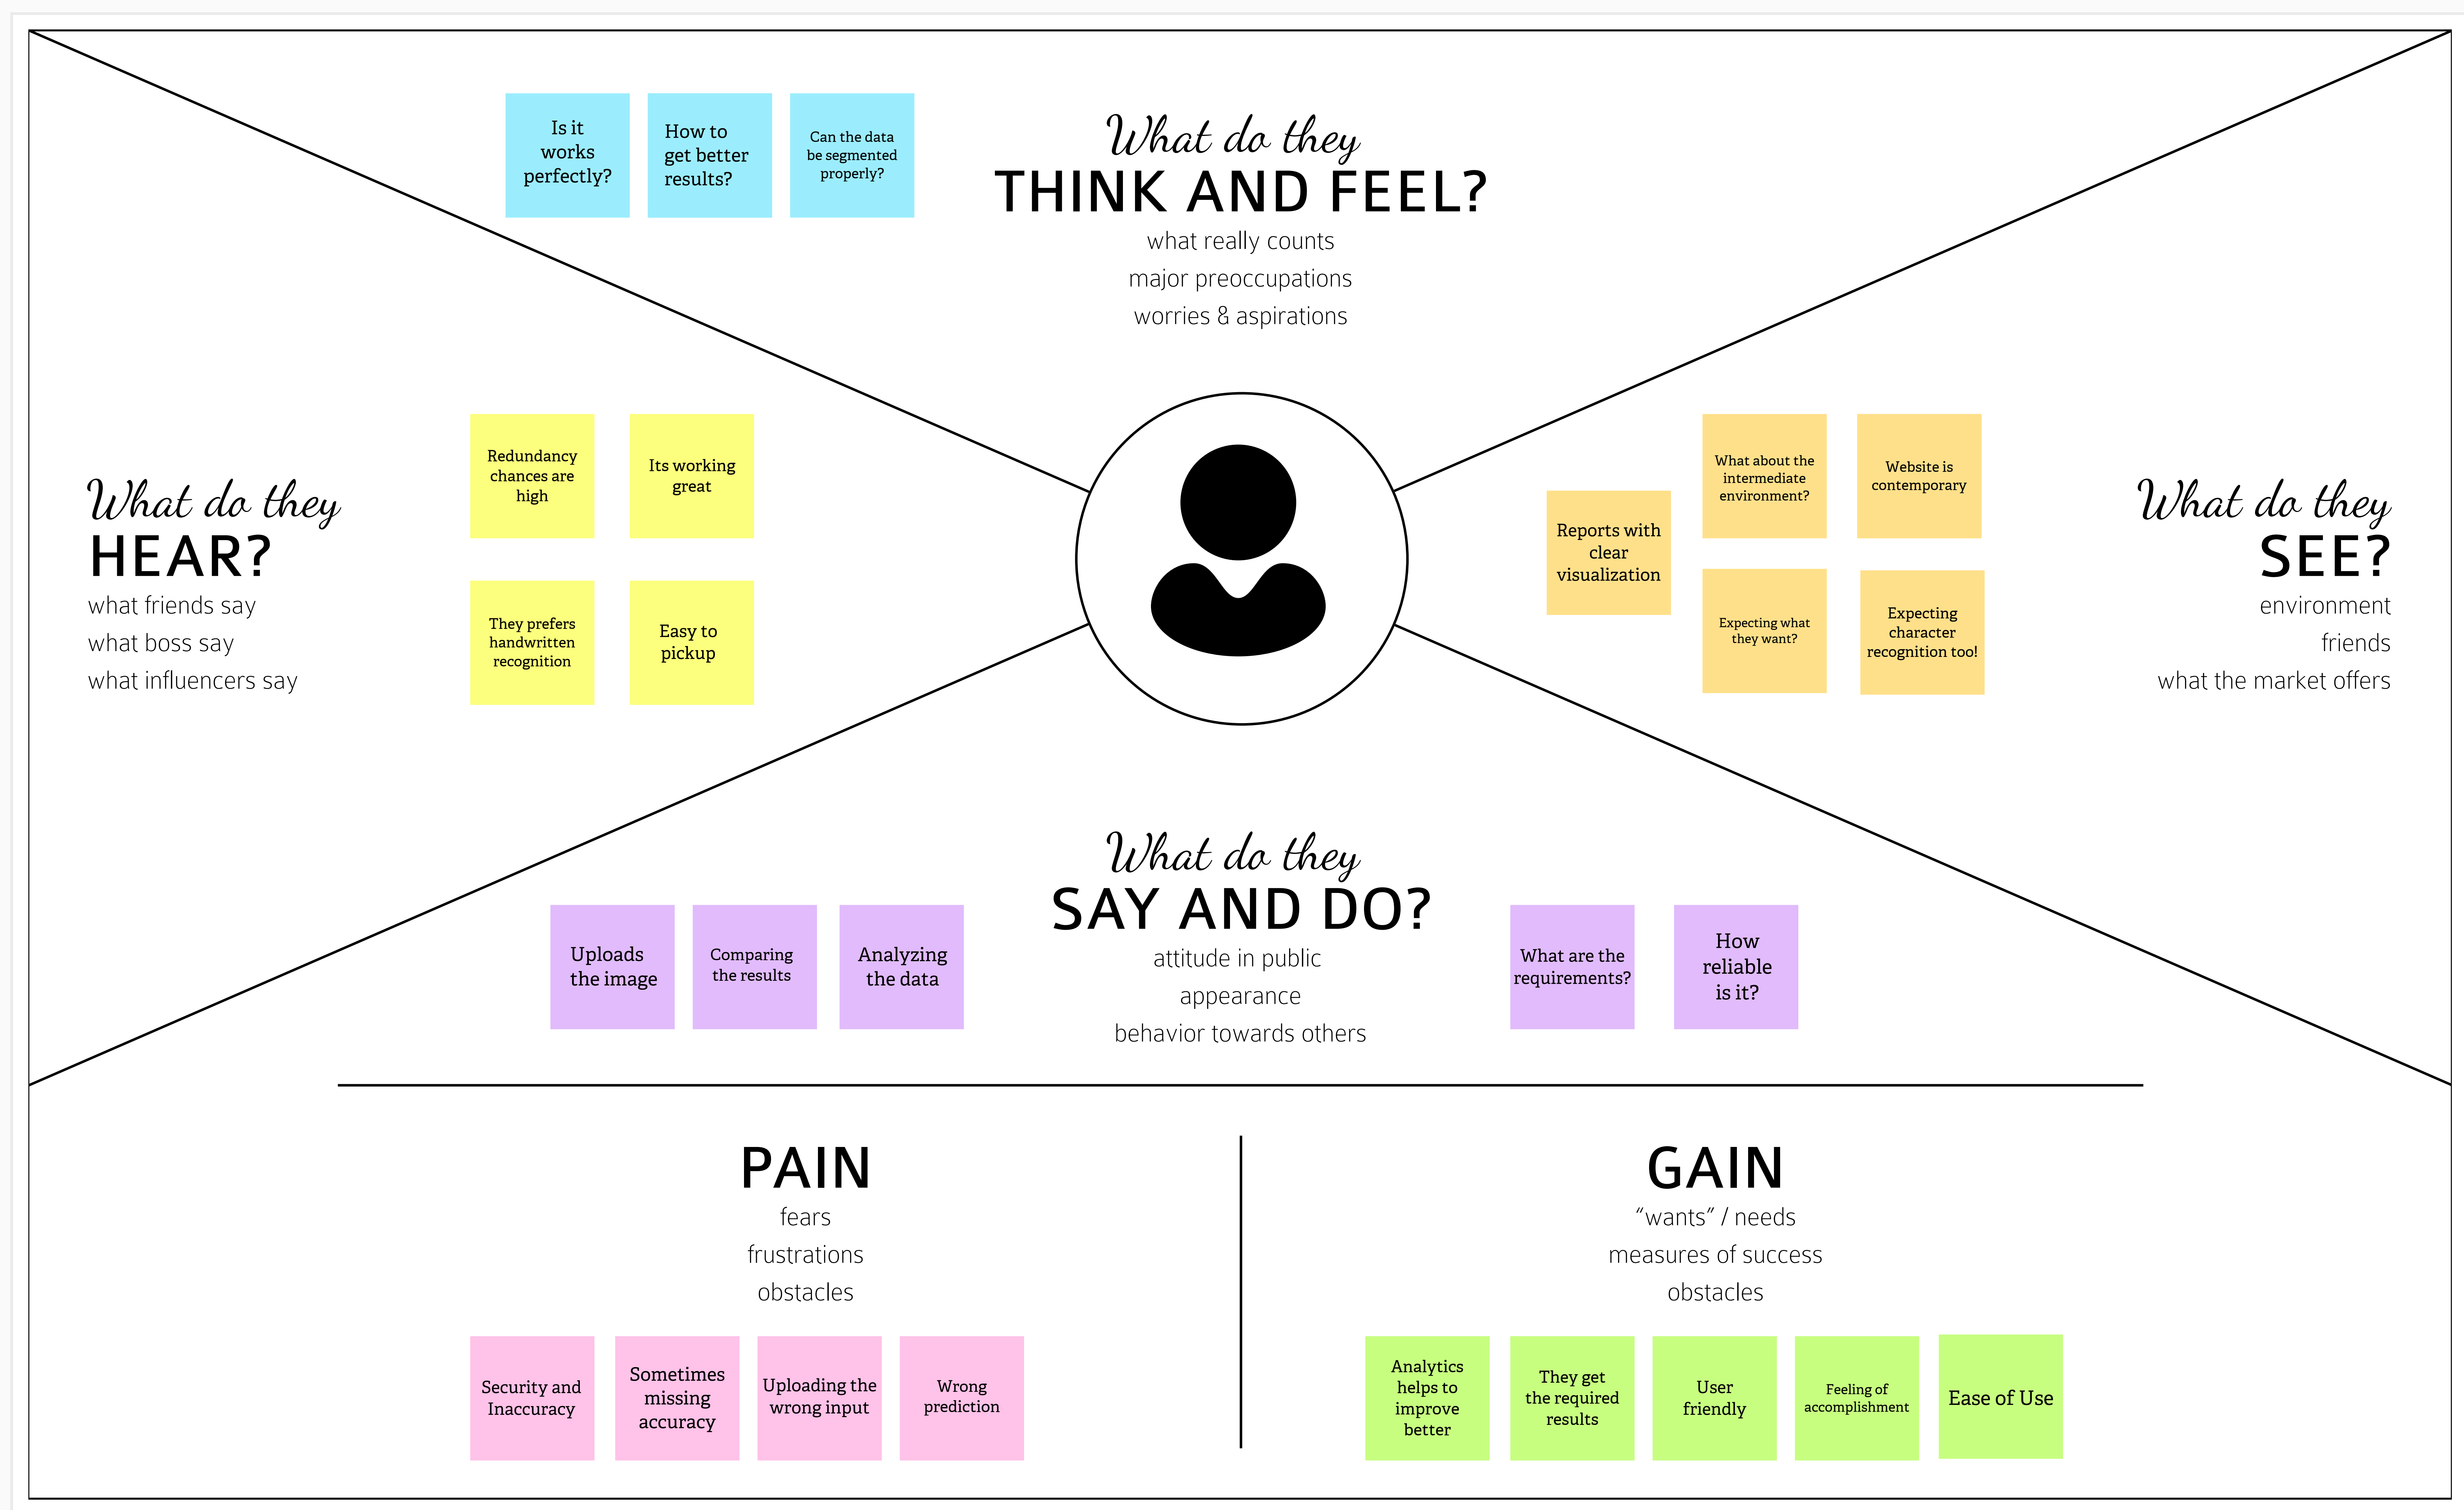 Is it
works
perfectly?
How to
get better
results?
Can the data
be segmented
properly?
What do they
THINK AND FEEL?
what really counts
major preoccupations
worries & aspirations
What do they
HEAR?
what friends say
what boss say
what influencers say
Redundancy
chances are
high
Its working
great
They prefers
handwritten
recognition
Easy to
pickup
Reports with
clear
visualization
What about the
intermediate
environment?
Website is
contemporary
Expecting what
they want?
Expecting
character
recognition too!
What do they
SEE?
environment
friends
what the market offers
What do they
SAY AND DO?
attitude in public
appearance
behavior towards others
Uploads
the image
Comparing
the results
Analyzing
the data
What are the
requirements?
How
reliable
is it?
PAIN
fears
frustrations
obstacles
Security and
Inaccuracy
Sometimes
missing
accuracy
Uploading the
wrong input
Wrong
prediction
GAIN
“wants” / needs
measures of success
obstacles
Analytics
helps to
improve
better
They get
the required
results
User
friendly
Feeling of
accomplishment
Ease of Use